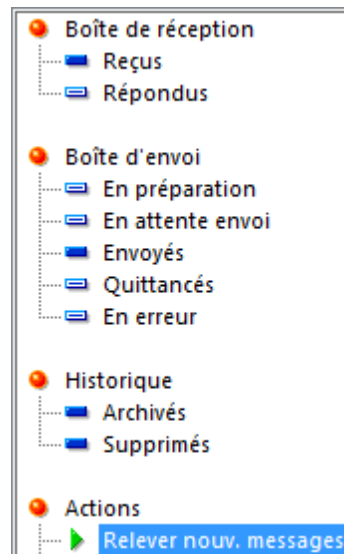 Boîte de réception
Reçus
Répondus
Boîte d'envoi
En préparation
En attente envoi
Envoyés
Quittancés
En erreur
Historique
Archivés
Supprimés
Actions
Relever nouv. messages